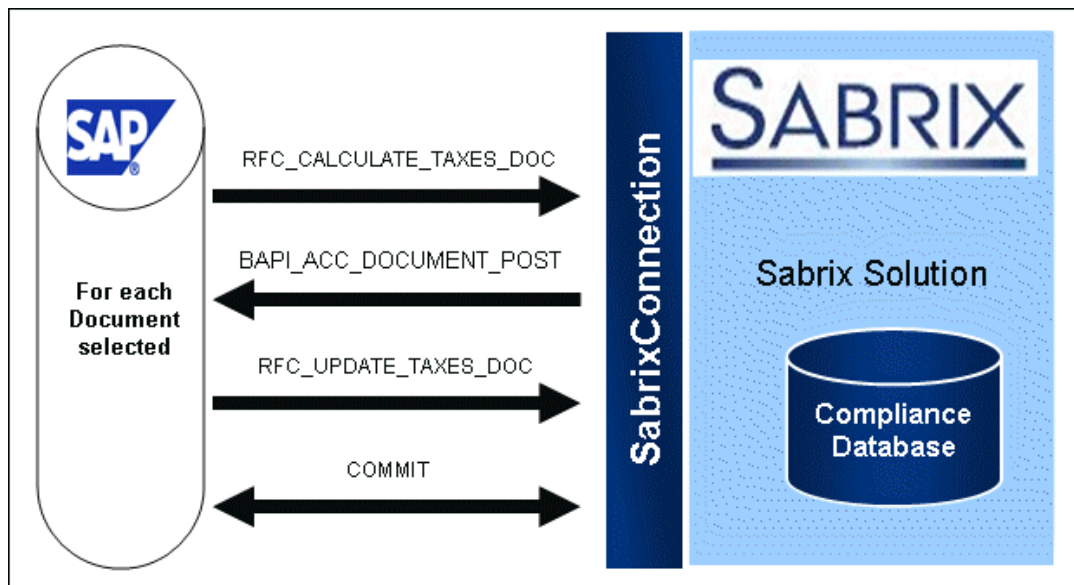 SAP
®
For each
Document
selected
RFC_CALCULATE_TAXES_DOC
BAPI_ACC_DOCUMENT_POST
RFC_UPDATE_TAXES_DOC
COMMIT
SabrixConnection
SABRIX
Sabrix Solution
Compliance
Database